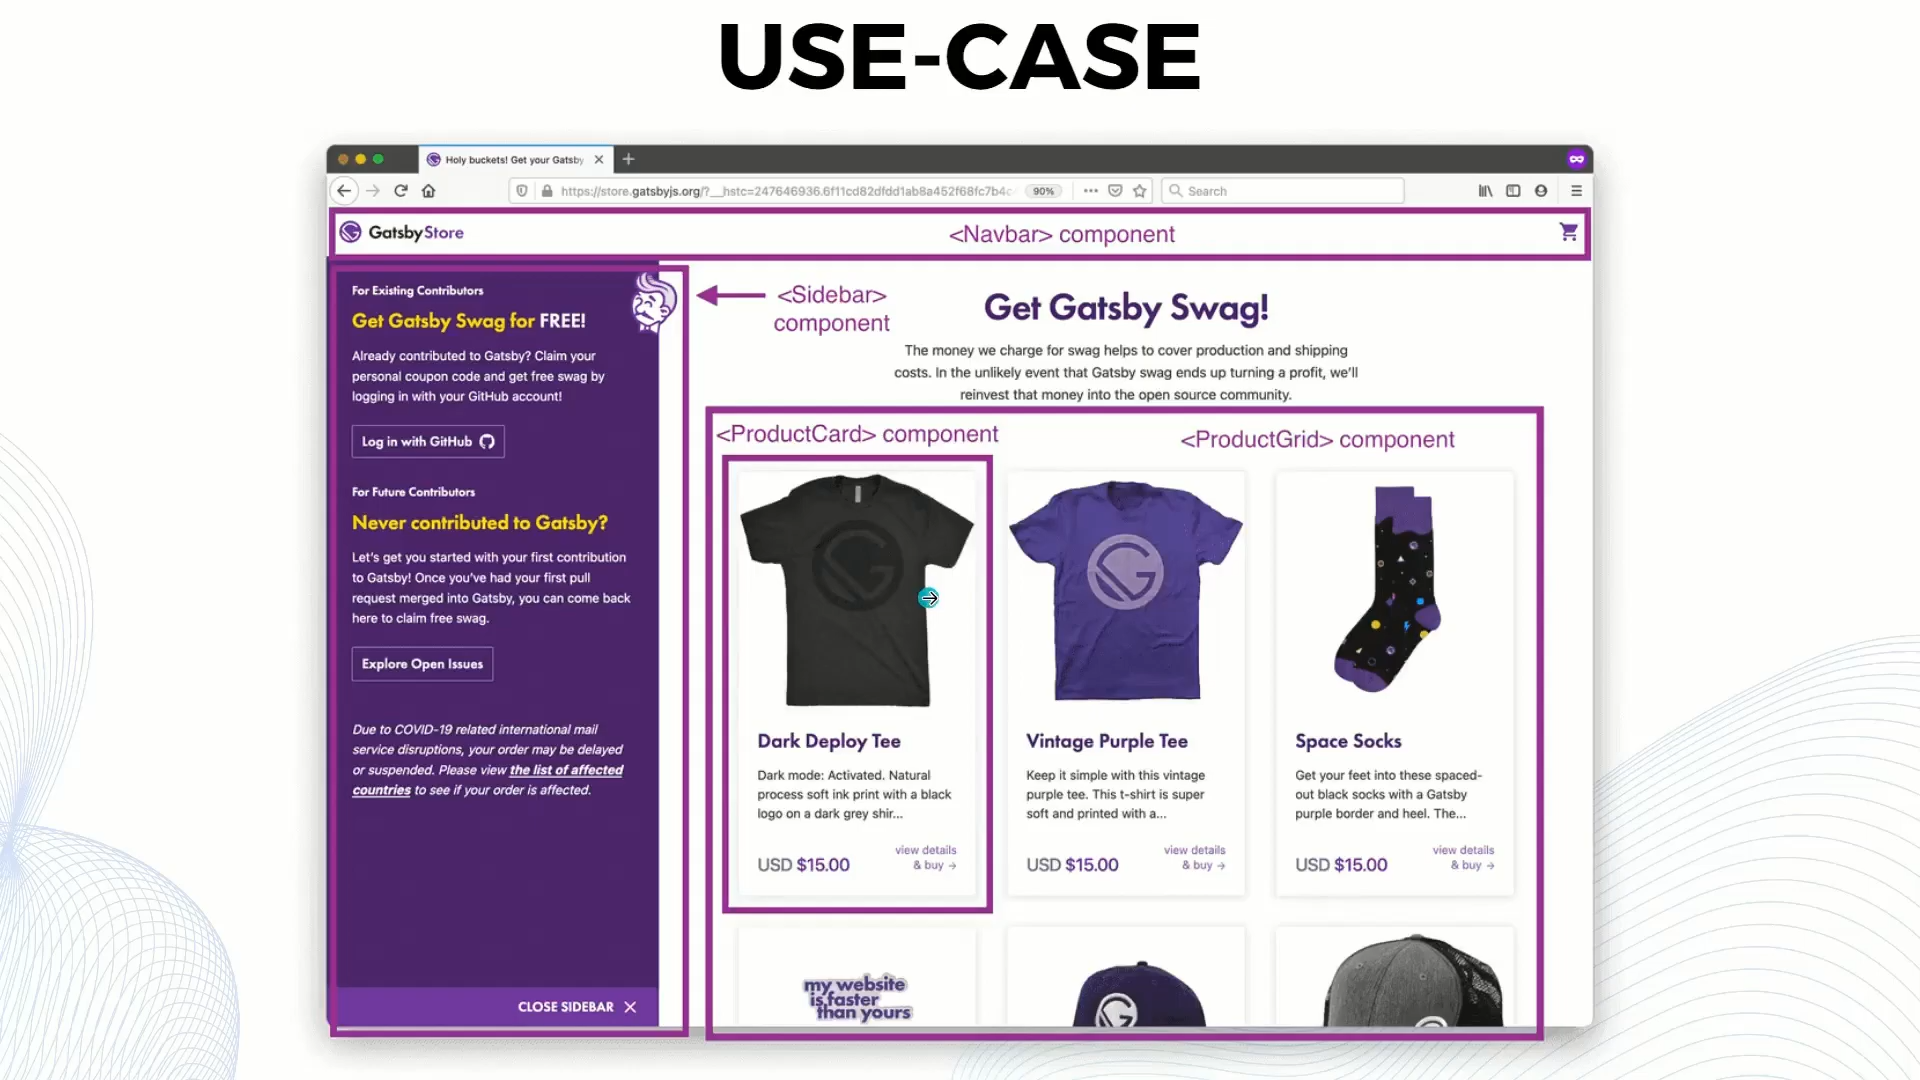 USE-CASE
Holy buckets! Get your Gatsby
https://store.gatsbyjs.org/?__hstc=247646936.6f11cd82dfdd1ab8a452f68fc7b4c
90%
Search
GatsbyStore
<Navbar> component
For Existing Contributors
Get Gatsby Swag for FREE!
Already contributed to Gatsby? Claim your
personal coupon code and get free swag by
logging in with your GitHub account!
Log in with GitHub
For Future Contributors
Never contributed to Gatsby?
Let's get you started with your first contribution
to Gatsby! Once you've had your first pull
request merged into Gatsby, you can come back
here to claim free swag.
Explore Open Issues
Due to COVID-19 related international mail
service disruptions, your order may be delayed
or suspended. Please view the list of affected
countries to see if your order is affected.
CLOSE SIDEBAR ×
<Sidebar>
component
Get Gatsby Swag!
The money we charge for swag helps to cover production and shipping
costs. In the unlikely event that Gatsby swag ends up turning a profit, we'll
reinvest that money into the open source community.
<ProductCard> component
<ProductGrid> component
Dark Deploy Tee
Dark mode: Activated. Natural
process soft ink print with a black
logo on a dark grey shir...
USD $15.00
view details
& buy →
Vintage Purple Tee
Keep it simple with this vintage
purple tee. This t-shirt is super
soft and printed with a...
USD $15.00
view details
& buy →
Space Socks
Get your feet into these spaced-
out black socks with a Gatsby
purple border and heel. The...
USD $15.00
view details
& buy →
my website
is faster
than yours